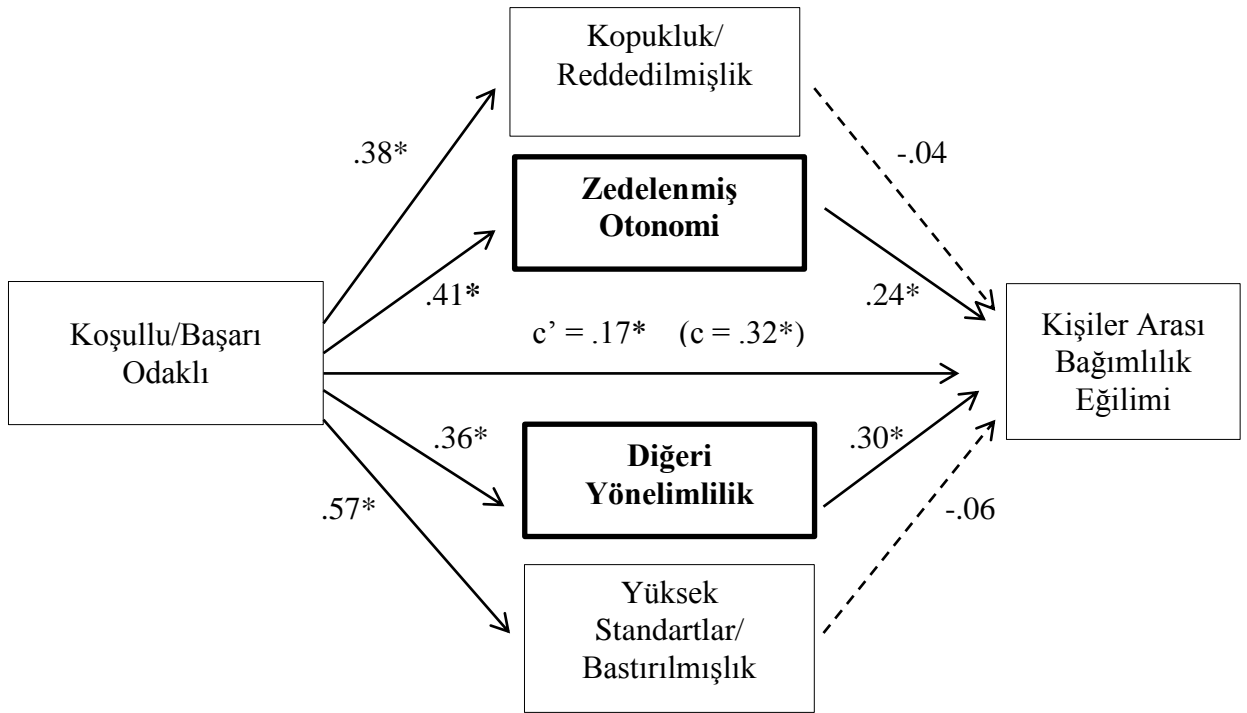 Kopukluk/
Reddedilmişlik
.38*
-.04
Zedelenmiş
Otonomi
.41*
.24*
Koşullu/Başarı
Odaklı
c’ = .17* (c = .32*)
Kişiler Arası
Bağımlılık
Eğilimi
.36*
.30*
Diğeri
Yönelimlilik
.57*
-.06
Yüksek
Standartlar/
Bastırılmışlık